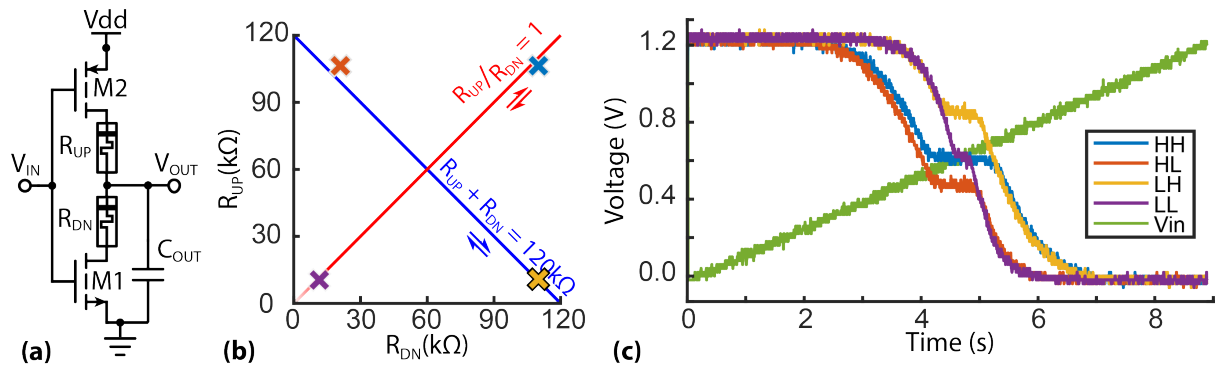 Vdd
M2
R_UP
V_IN
V_OUT
R_DN
C_OUT
M1
(a)
R_UP(kΩ)
120
90
60
30
0
0 30 60 90 120
R_DN(kΩ)
R_UP/R_DN = 1
R_UP + R_DN = 120kΩ
(b)
Voltage (V)
1.2
0.8
0.4
0.0
0 2 4 6 8
Time (s)
HH
HL
LH
LL
Vin
(c)